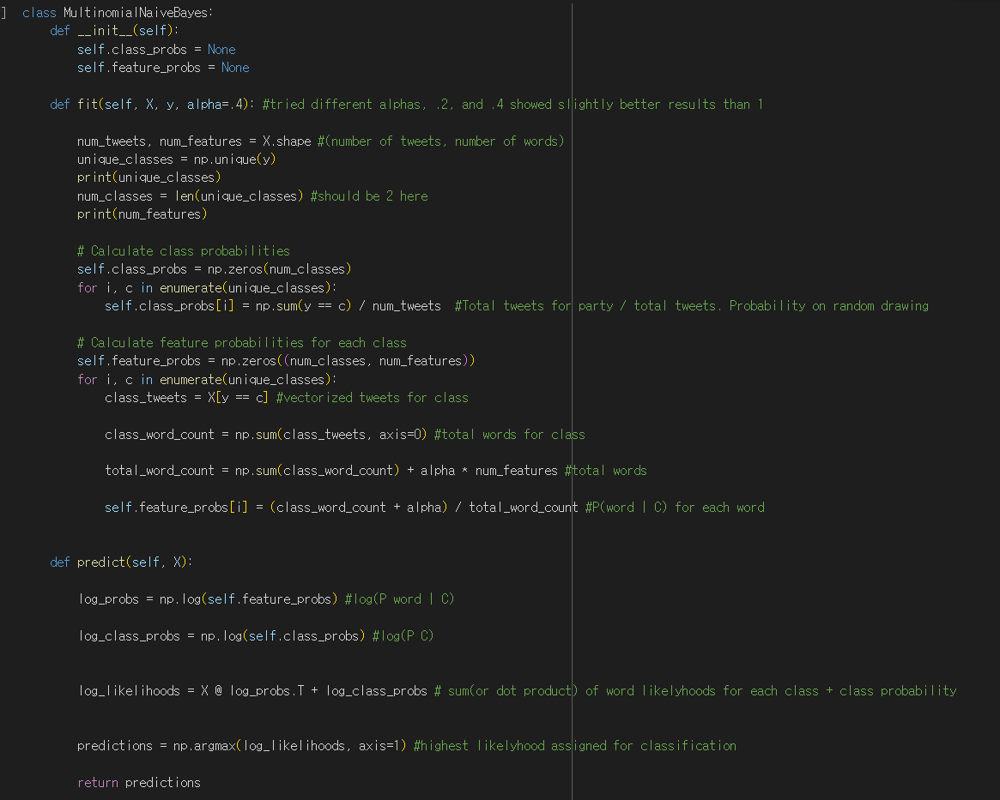 ] class MultinomialNaiveBayes:
def __init__(self):
self.class_probs = None
self.feature_probs = None
def fit(self, X, y, alpha=.4): #tried different alphas, .2, and .4 showed slightly better results than 1
num_tweets, num_features = X.shape #(number of tweets, number of words)
unique_classes = np.unique(y)
print(unique_classes)
num_classes = len(unique_classes) #should be 2 here
print(num_features)
# Calculate class probabilities
self.class_probs = np.zeros(num_classes)
for i, c in enumerate(unique_classes):
self.class_probs[i] = np.sum(y == c) / num_tweets #Total tweets for party / total tweets. Probability on random drawing
# Calculate feature probabilities for each class
self.feature_probs = np.zeros((num_classes, num_features))
for i, c in enumerate(unique_classes):
class_tweets = X[y == c] #vectorized tweets for class
class_word_count = np.sum(class_tweets, axis=0) #total words for class
total_word_count = np.sum(class_word_count) + alpha * num_features #total words
self.feature_probs[i] = (class_word_count + alpha) / total_word_count #P(word | C) for each word
def predict(self, X):
log_probs = np.log(self.feature_probs) #log(P word | C)
log_class_probs = np.log(self.class_probs) #log(P C)
log_likelihoods = X @ log_probs.T + log_class_probs # sum(or dot product) of word likelyhoods for each class + class probability
predictions = np.argmax(log_likelihoods, axis=1) #highest likelyhood assigned for classification
return predictions